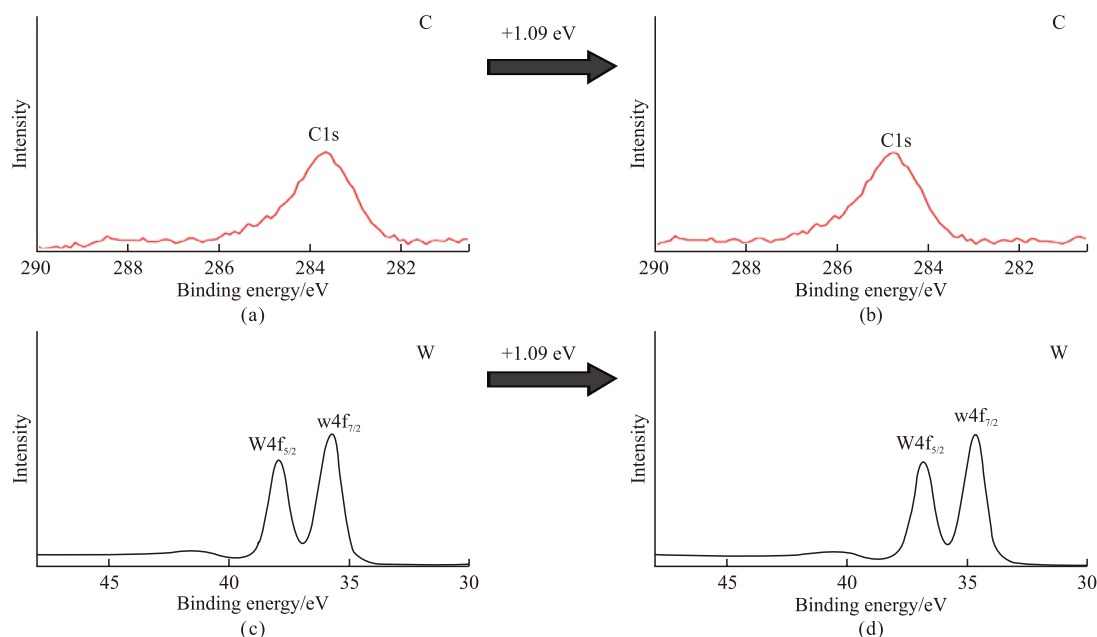 C
+1.09 eV
C
Intensity
C1s
Intensity
C1s
290 288 286 284 282
290 288 286 284 282
Binding energy/eV
Binding energy/eV
(a)
(b)
W
+1.09 eV
W
Intensity
W4f5/2
w4f7/2
Intensity
W4f5/2
w4f7/2
45 40 35 30
45 40 35 30
Binding energy/eV
Binding energy/eV
(c)
(d)